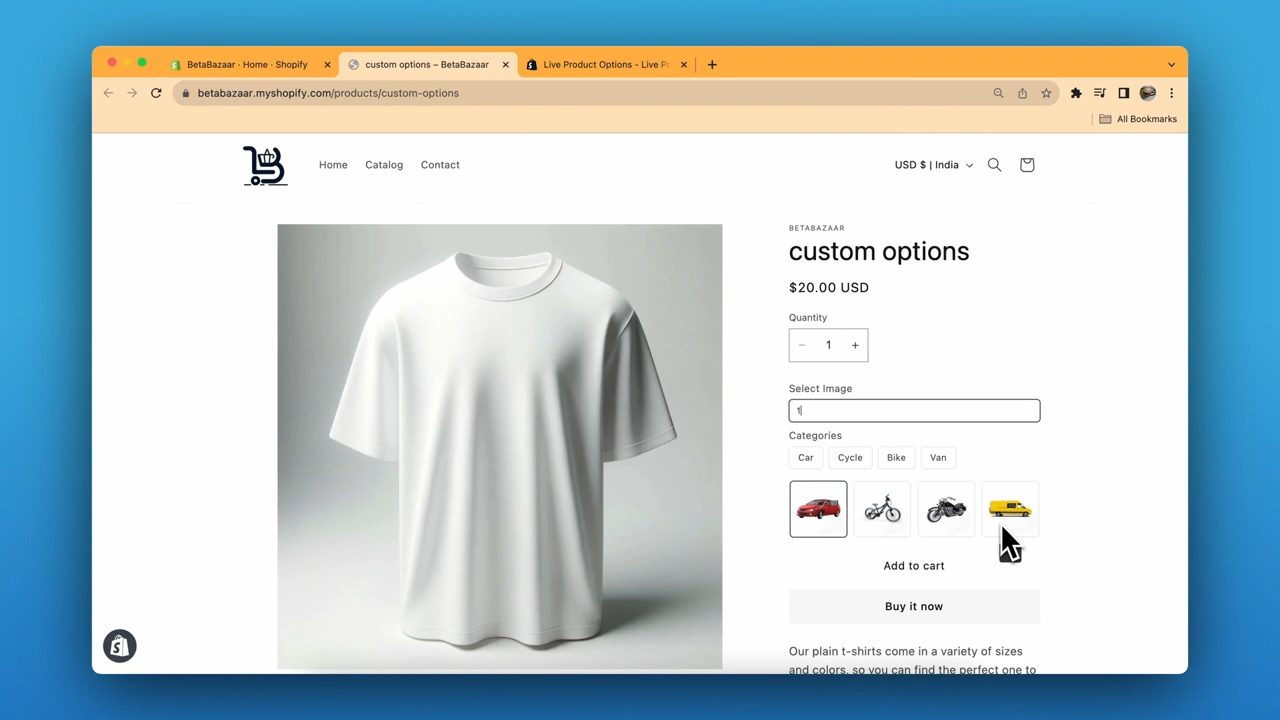 BetaBazaar · Home · Shopify
custom options – BetaBazaar
Live Product Options - Live Pr
betabazaar.myshopify.com/products/custom-options
All Bookmarks
Home
Catalog
Contact
USD $ | India
BETABAZAAR
custom options
$20.00 USD
Quantity
− 1 +
Select Image
1
Categories
Car
Cycle
Bike
Van
Add to cart
Buy it now
Our plain t-shirts come in a variety of sizes
and colors, so you can find the perfect one to